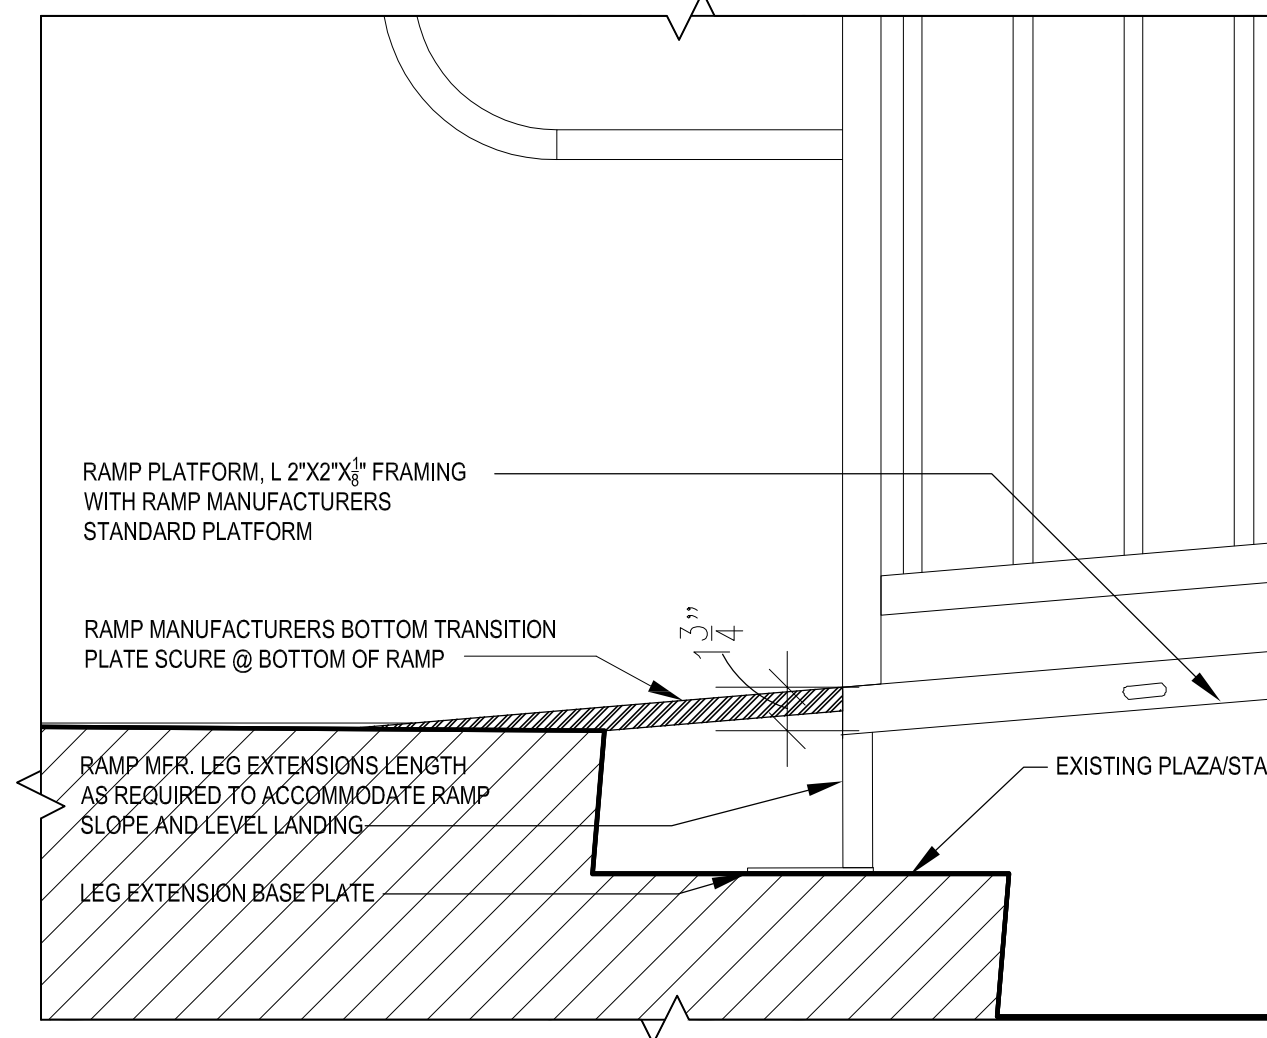 RAMP PLATFORM, L 2"X2"X⅛" FRAMING
WITH RAMP MANUFACTURERS
STANDARD PLATFORM
RAMP MANUFACTURERS BOTTOM TRANSITION
PLATE SCURE @ BOTTOM OF RAMP
1¾"
RAMP MFR. LEG EXTENSIONS LENGTH
AS REQUIRED TO ACCOMMODATE RAMP
SLOPE AND LEVEL LANDING
EXISTING PLAZA/STA
LEG EXTENSION BASE PLATE